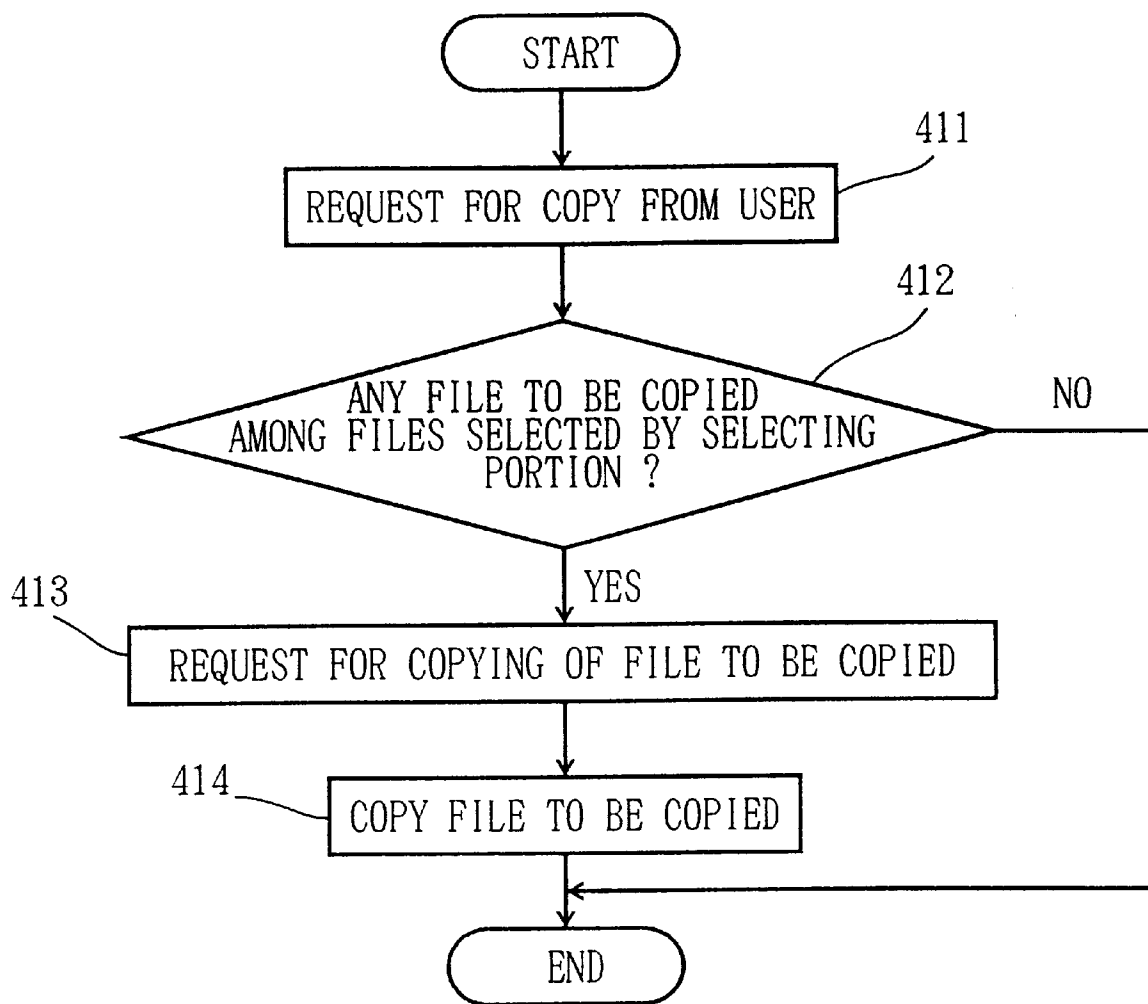 START
411
REQUEST FOR COPY FROM USER
412
ANY FILE TO BE COPIED
AMONG FILES SELECTED BY SELECTING
PORTION ?
NO
YES
413
REQUEST FOR COPYING OF FILE TO BE COPIED
414
COPY FILE TO BE COPIED
END